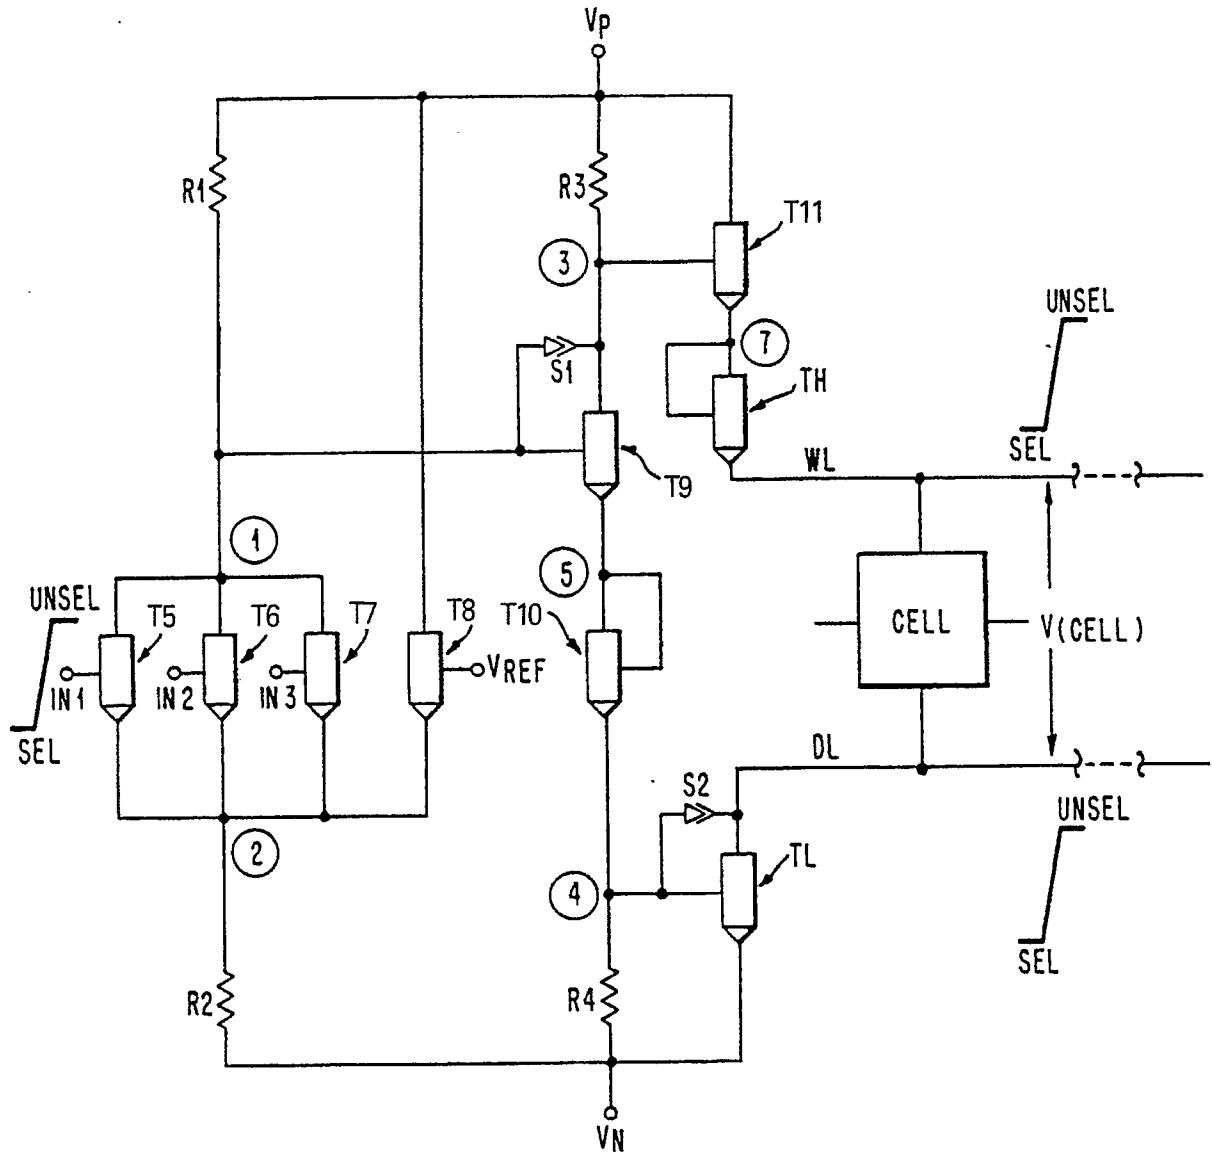 Vp
R1
R3
T11
3
UNSEL
7
S1
TH
SEL
WL
T9
1
5
UNSEL
T5
T6
T7
T8
T10
CELL
V(CELL)
IN1
IN2
IN3
VREF
SEL
DL
S2
UNSEL
2
TL
4
SEL
R2
R4
VN